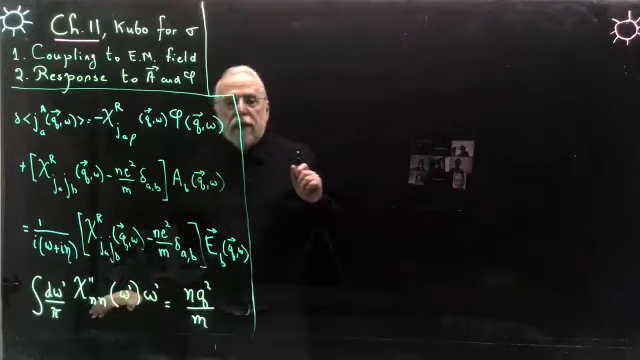 Ch. 11, Kubo for σ
1. Coupling to E.M. field
2. Response to A⃗ and φ
δ<j_a^A(q⃗,ω)> = -χ^R_{j_a ρ}(q⃗,ω) φ(q⃗,ω)
+ [χ^R_{j_a j_b}(q⃗,ω) - ne²/m δ_{a,b}] A_b(q⃗,ω)
= 1/i(ω+iη) [χ^R_{j_a j_b}(q⃗,ω) - ne²/m δ_{a,b}] E⃗_b(q⃗,ω)
∫ dω'/π χ''_{nn}(ω') ω' = nq²/m